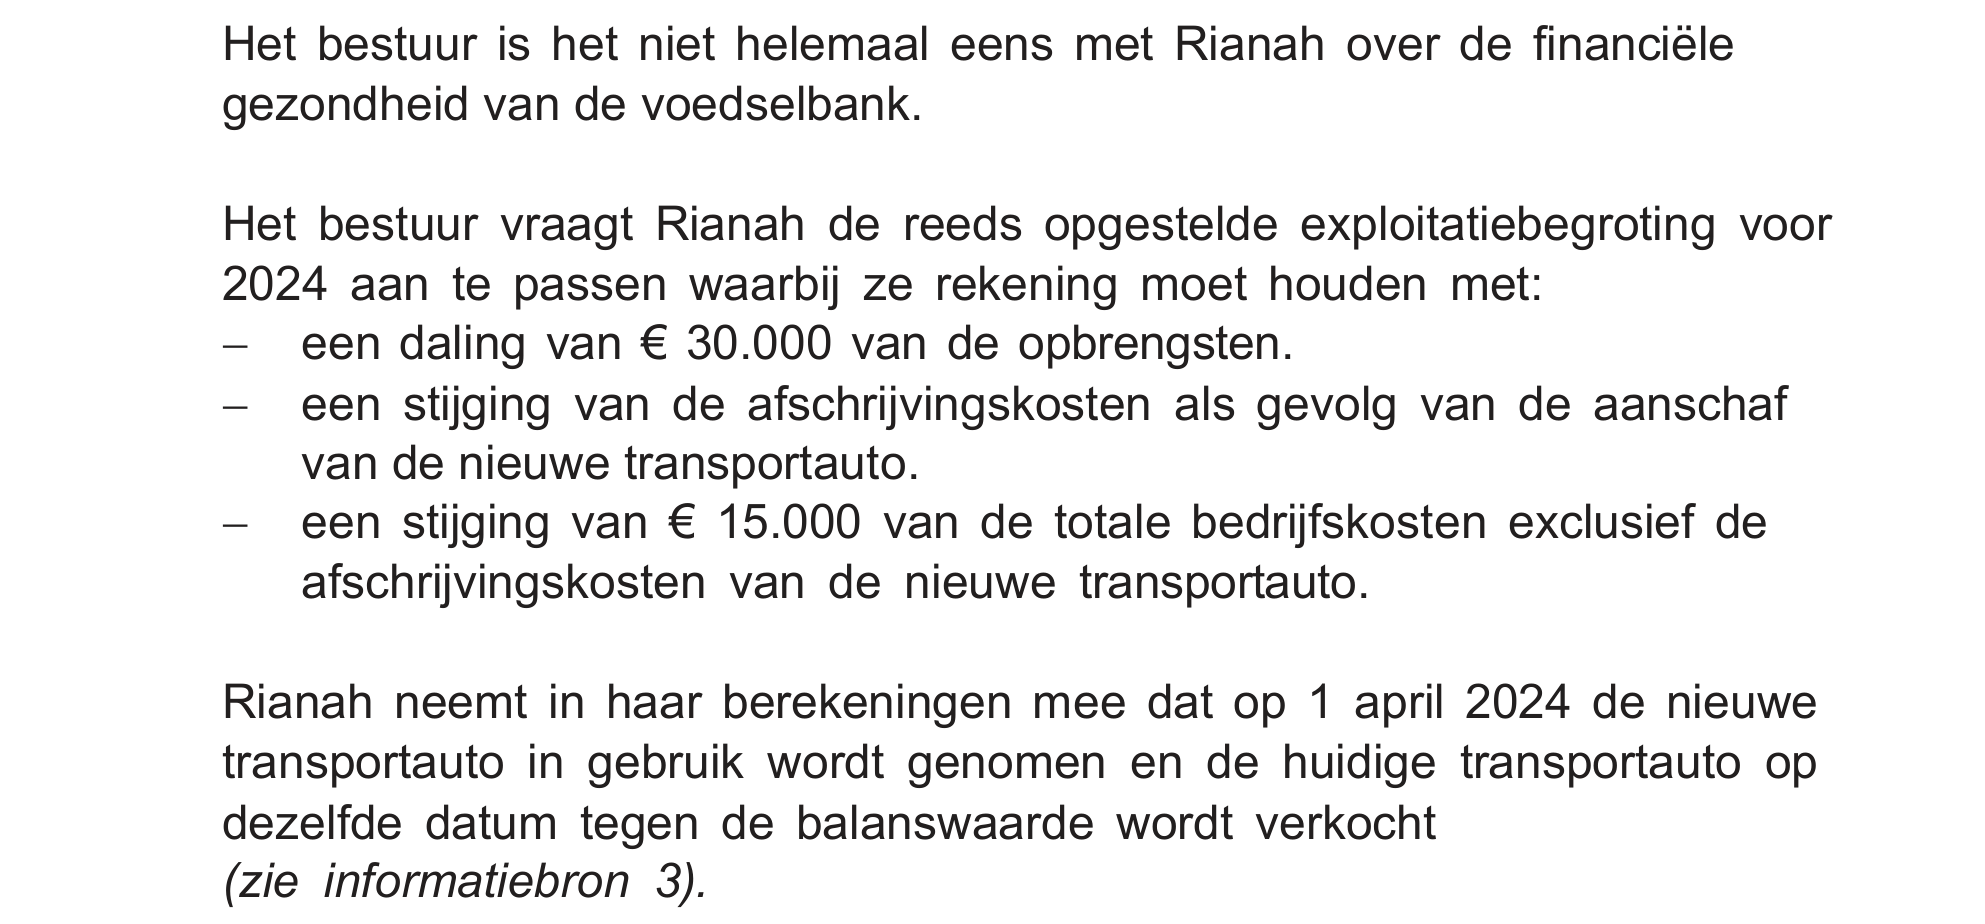 Het bestuur is het niet helemaal eens met Rianah over de financiële
gezondheid van de voedselbank.
Het bestuur vraagt Rianah de reeds opgestelde exploitatiebegroting voor
2024 aan te passen waarbij ze rekening moet houden met:
– een daling van € 30.000 van de opbrengsten.
– een stijging van de afschrijvingskosten als gevolg van de aanschaf
van de nieuwe transportauto.
– een stijging van € 15.000 van de totale bedrijfskosten exclusief de
afschrijvingskosten van de nieuwe transportauto.
Rianah neemt in haar berekeningen mee dat op 1 april 2024 de nieuwe
transportauto in gebruik wordt genomen en de huidige transportauto op
dezelfde datum tegen de balanswaarde wordt verkocht
(zie informatiebron 3).